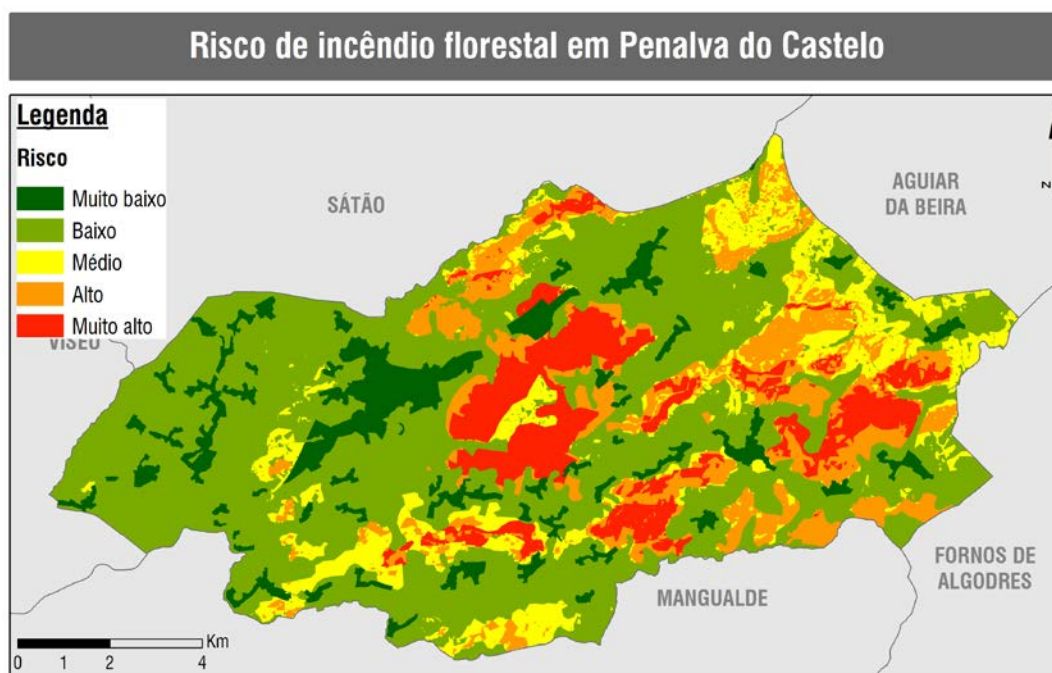 Risco de incêndio florestal em Penalva do Castelo
Legenda
Risco
Muito baixo
Baixo
Médio
Alto
Muito alto
SÁTÃO
AGUIAR
DA BEIRA
z
VISEU
FORNOS DE
ALGODRES
MANGUALDE
Km
0 1 2 4